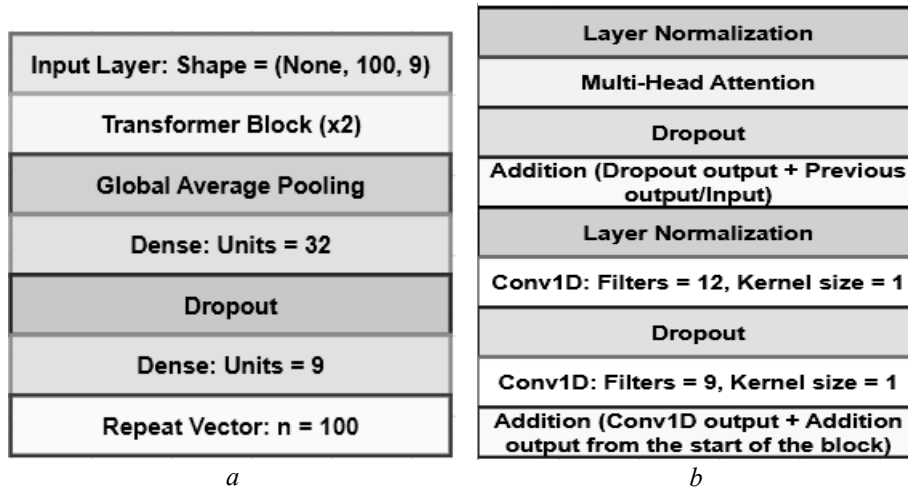 Input Layer: Shape = (None, 100, 9)
Transformer Block (x2)
Global Average Pooling
Dense: Units = 32
Dropout
Dense: Units = 9
Repeat Vector: n = 100
a
Layer Normalization
Multi-Head Attention
Dropout
Addition (Dropout output + Previous
output/Input)
Layer Normalization
Conv1D: Filters = 12, Kernel size = 1
Dropout
Conv1D: Filters = 9, Kernel size = 1
Addition (Conv1D output + Addition
output from the start of the block)
b